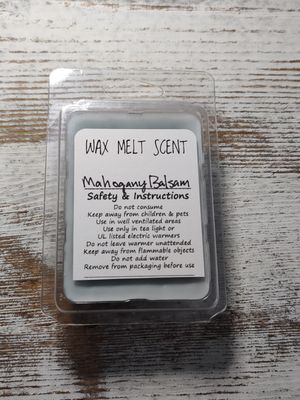 WAX MELT SCENT
Mahogany Balsam
Safety & Instructions
Do not consume
Keep away from children & pets
Use in well ventilated areas
Use only in tea light or
UL listed electric warmers
Do not leave warmer unattended
Keep away from flammable objects
Do not add water
Remove from packaging before use